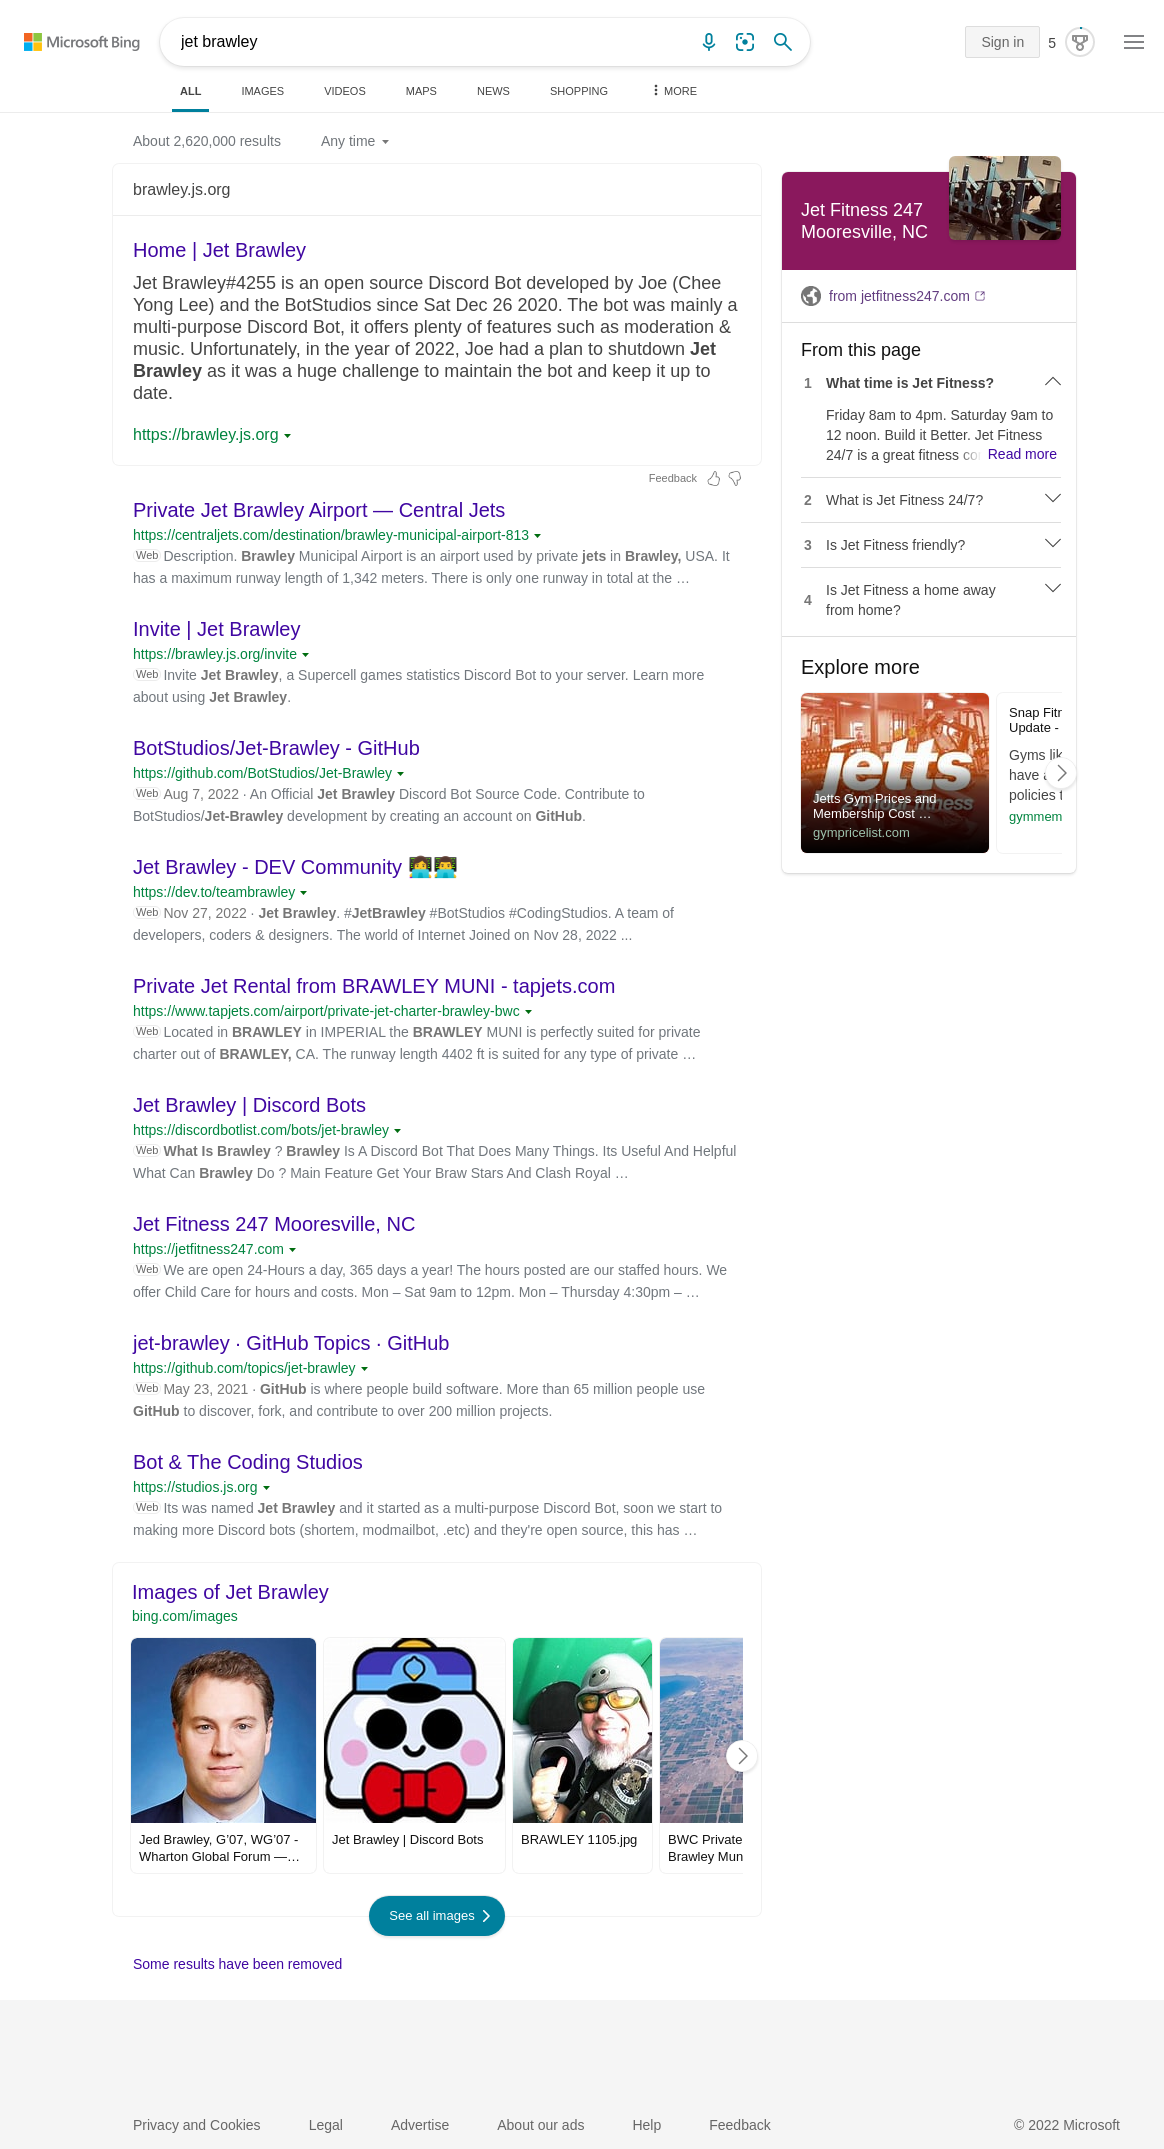 Microsoft Bing
jet brawley
Sign in
5
ALL
IMAGES
VIDEOS
MAPS
NEWS
SHOPPING
MORE
About 2,620,000 results
Any time
brawley.js.org
Home | Jet Brawley
Jet Brawley#4255 is an open source Discord Bot developed by Joe (Chee
Yong Lee) and the BotStudios since Sat Dec 26 2020. The bot was mainly a
multi-purpose Discord Bot, it offers plenty of features such as moderation &
music. Unfortunately, in the year of 2022, Joe had a plan to shutdown Jet
Brawley as it was a huge challenge to maintain the bot and keep it up to
date.
https://brawley.js.org
Feedback
Private Jet Brawley Airport — Central Jets
https://centraljets.com/destination/brawley-municipal-airport-813
Web Description. Brawley Municipal Airport is an airport used by private jets in Brawley, USA. It
has a maximum runway length of 1,342 meters. There is only one runway in total at the …
Invite | Jet Brawley
https://brawley.js.org/invite
Web Invite Jet Brawley, a Supercell games statistics Discord Bot to your server. Learn more
about using Jet Brawley.
BotStudios/Jet-Brawley - GitHub
https://github.com/BotStudios/Jet-Brawley
Web Aug 7, 2022 · An Official Jet Brawley Discord Bot Source Code. Contribute to
BotStudios/Jet-Brawley development by creating an account on GitHub.
Jet Brawley - DEV Community 👩‍💻👨‍💻
https://dev.to/teambrawley
Web Nov 27, 2022 · Jet Brawley. #JetBrawley #BotStudios #CodingStudios. A team of
developers, coders & designers. The world of Internet Joined on Nov 28, 2022 ...
Private Jet Rental from BRAWLEY MUNI - tapjets.com
https://www.tapjets.com/airport/private-jet-charter-brawley-bwc
Web Located in BRAWLEY in IMPERIAL the BRAWLEY MUNI is perfectly suited for private
charter out of BRAWLEY, CA. The runway length 4402 ft is suited for any type of private …
Jet Brawley | Discord Bots
https://discordbotlist.com/bots/jet-brawley
Web What Is Brawley ? Brawley Is A Discord Bot That Does Many Things. Its Useful And Helpful
What Can Brawley Do ? Main Feature Get Your Braw Stars And Clash Royal …
Jet Fitness 247 Mooresville, NC
https://jetfitness247.com
Web We are open 24-Hours a day, 365 days a year! The hours posted are our staffed hours. We
offer Child Care for hours and costs. Mon – Sat 9am to 12pm. Mon – Thursday 4:30pm – …
jet-brawley · GitHub Topics · GitHub
https://github.com/topics/jet-brawley
Web May 23, 2021 · GitHub is where people build software. More than 65 million people use
GitHub to discover, fork, and contribute to over 200 million projects.
Bot & The Coding Studios
https://studios.js.org
Web Its was named Jet Brawley and it started as a multi-purpose Discord Bot, soon we start to
making more Discord bots (shortem, modmailbot, .etc) and they're open source, this has …
Images of Jet Brawley
bing.com/images
Jed Brawley, G’07, WG’07 -
Wharton Global Forum —…
Jet Brawley | Discord Bots
BRAWLEY 1105.jpg
BWC Private
Brawley Mun
See all images
Some results have been removed
Jet Fitness 247
Mooresville, NC
from jetfitness247.com
From this page
1 What time is Jet Fitness?
Friday 8am to 4pm. Saturday 9am to
12 noon. Build it Better. Jet Fitness
24/7 is a great fitness co Read more
2 What is Jet Fitness 24/7?
3 Is Jet Fitness friendly?
4 Is Jet Fitness a home away
from home?
Explore more
jetts
24 hour fitness
Jetts Gym Prices and
Membership Cost …
gympricelist.com
Snap Fitn
Update -
Gyms lik
have
policies t
gymmem
Privacy and Cookies
Legal
Advertise
About our ads
Help
Feedback
© 2022 Microsoft